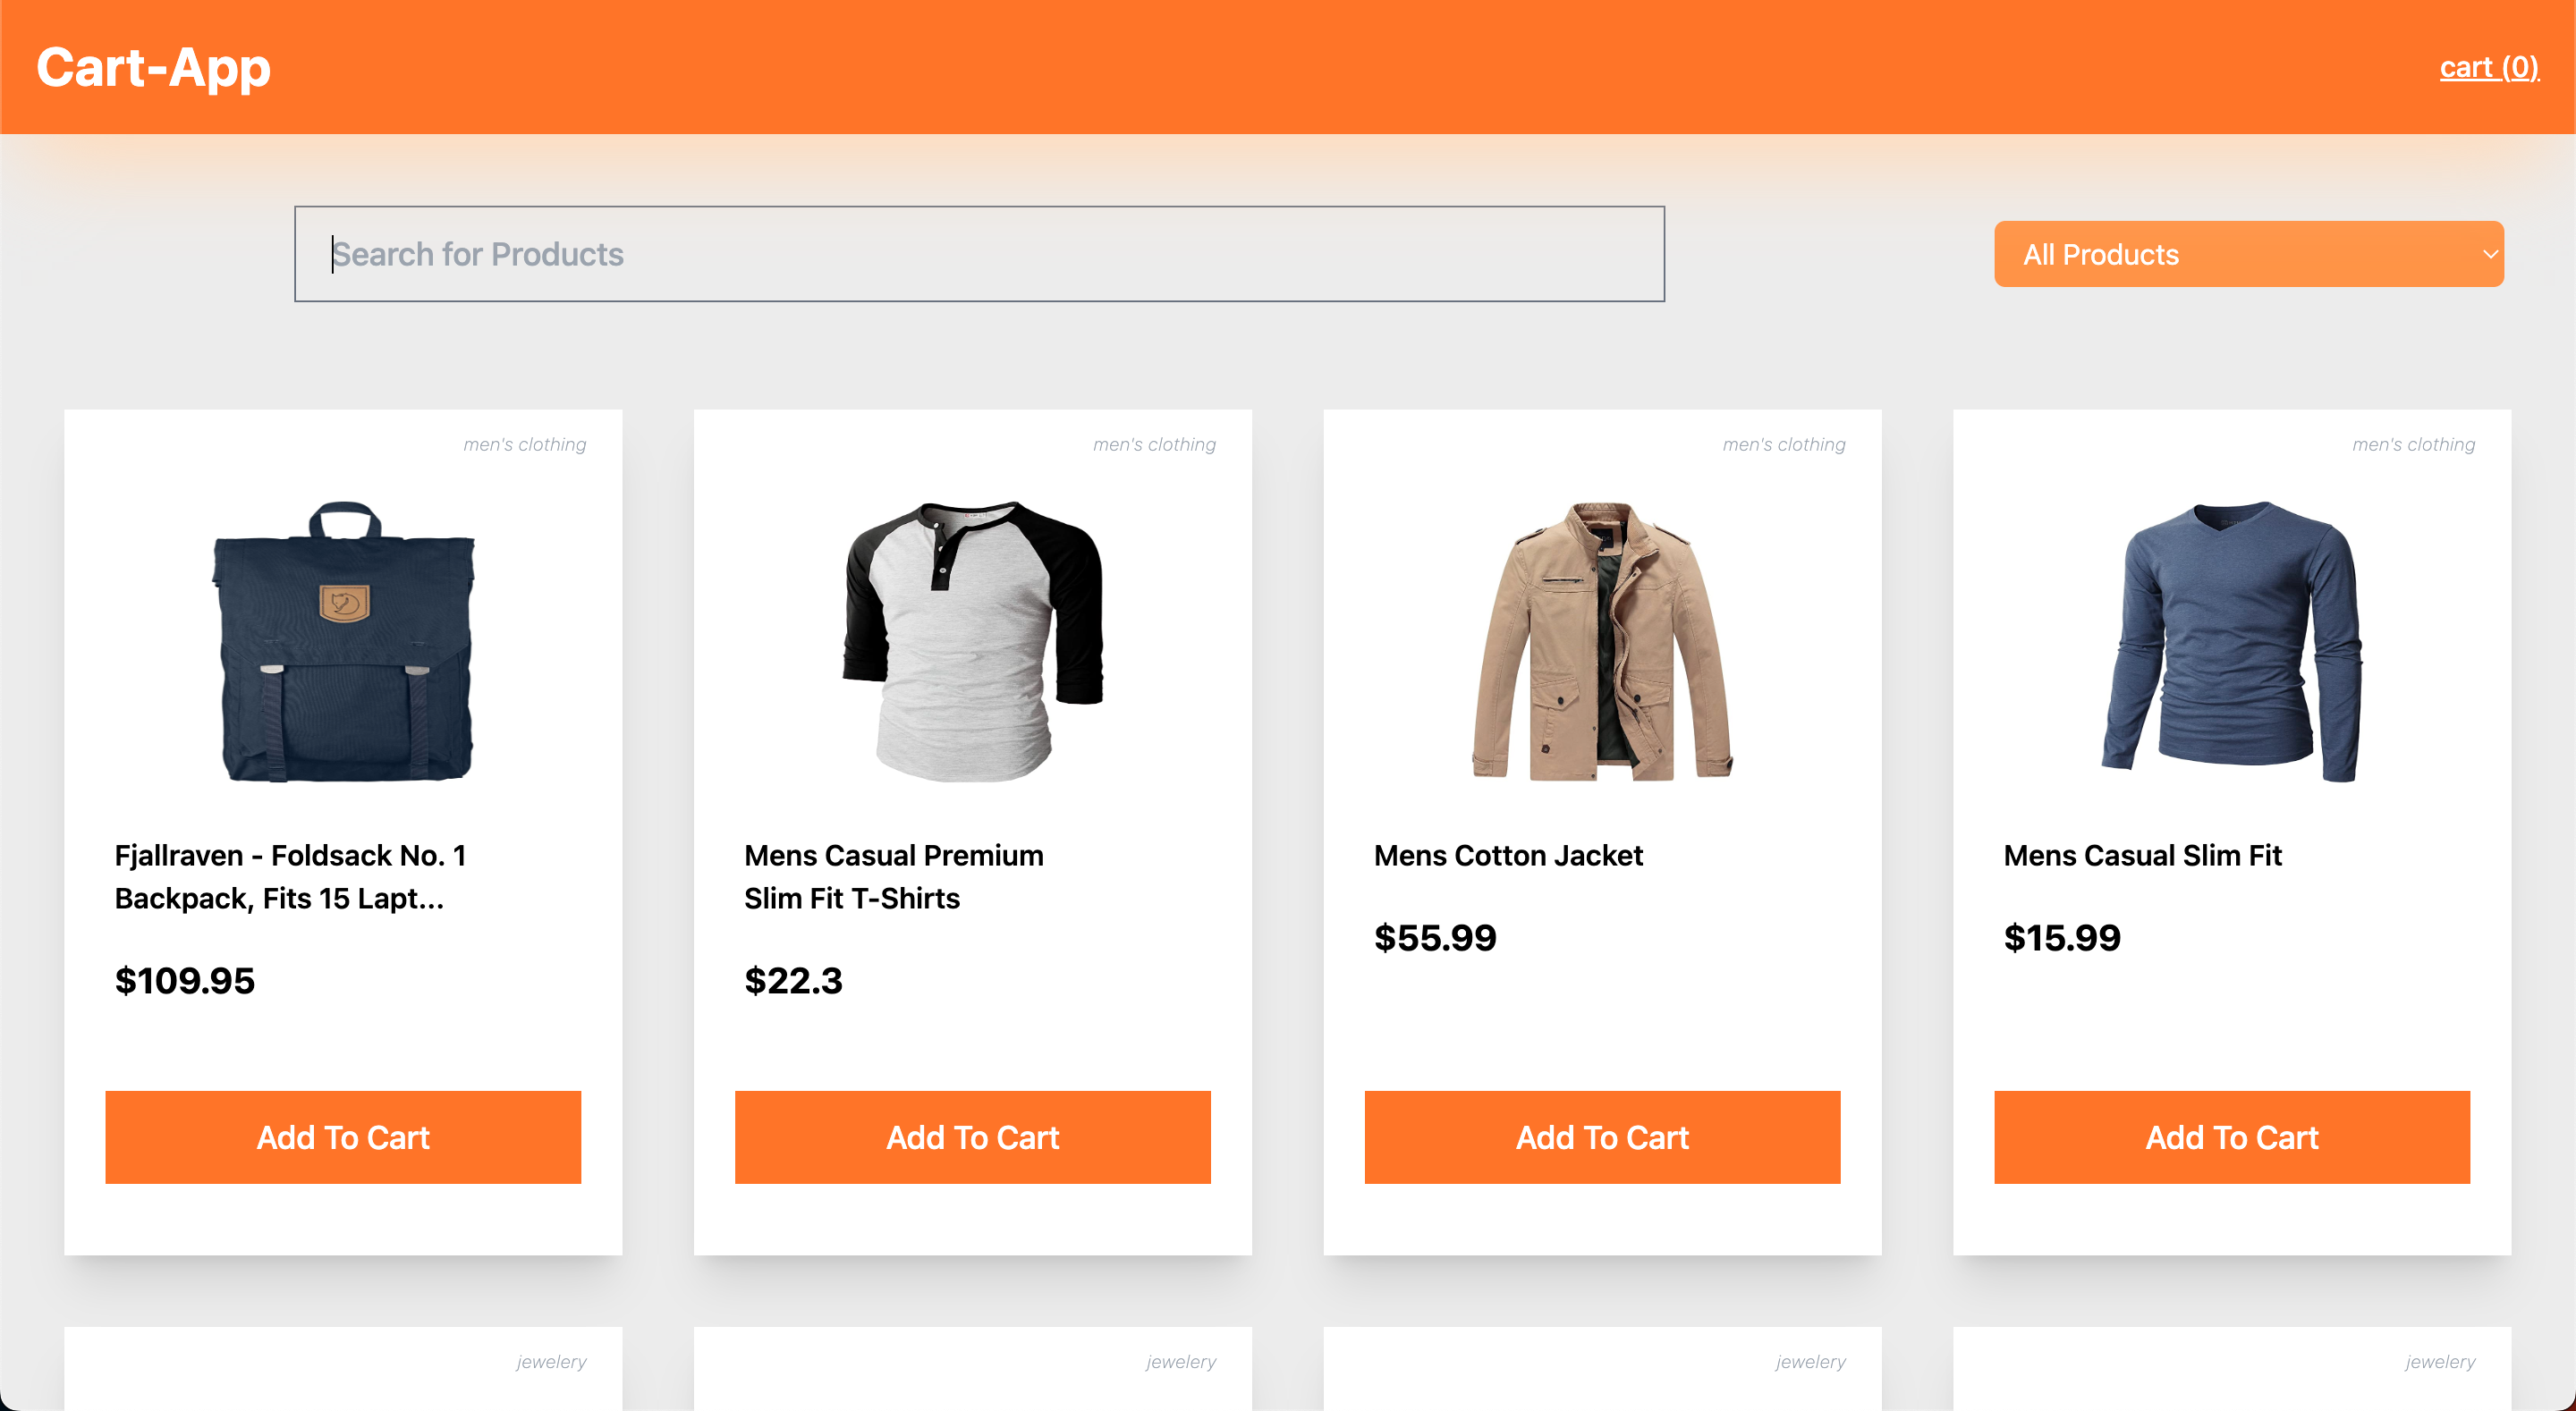 Cart-App
cart (0)
Search for Products
All Products
men's clothing
men's clothing
men's clothing
men's clothing
Fjallraven - Foldsack No. 1
Backpack, Fits 15 Lapt...
$109.95
Add To Cart
Mens Casual Premium
Slim Fit T-Shirts
$22.3
Add To Cart
Mens Cotton Jacket
$55.99
Add To Cart
Mens Casual Slim Fit
$15.99
Add To Cart
jewelery
jewelery
jewelery
jewelery